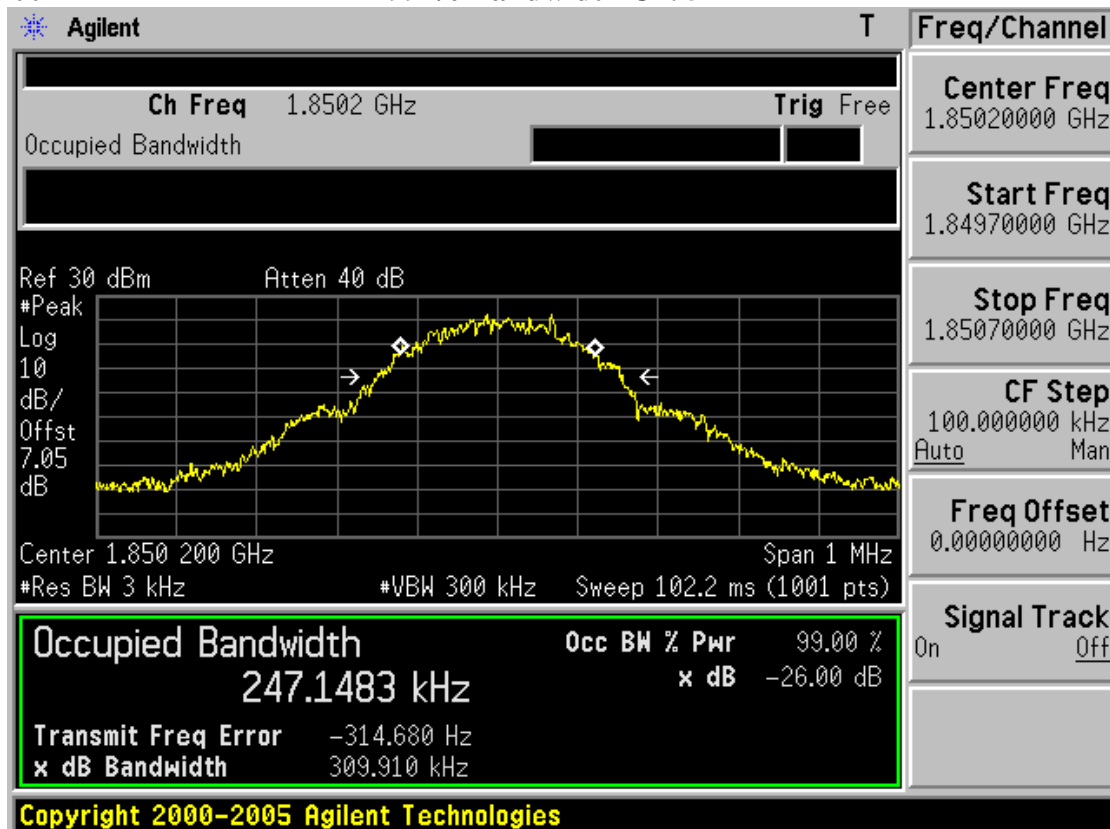 Agilent T
Ch Freq 1.8502 GHz Trig Free
Occupied Bandwidth
Ref 30 dBm Atten 40 dB
#Peak
Log
10
dB/
Offst
7.05
dB
Center 1.850 200 GHz Span 1 MHz
#Res BW 3 kHz #VBW 300 kHz Sweep 102.2 ms (1001 pts)
Occupied Bandwidth Occ BW % Pwr 99.00 %
247.1483 kHz x dB -26.00 dB
Transmit Freq Error -314.680 Hz
x dB Bandwidth 309.910 kHz
Copyright 2000-2005 Agilent Technologies
Freq/Channel
Center Freq
1.85020000 GHz
Start Freq
1.84970000 GHz
Stop Freq
1.85070000 GHz
CF Step
100.000000 kHz
Auto Man
Freq Offset
0.00000000 Hz
Signal Track
On Off